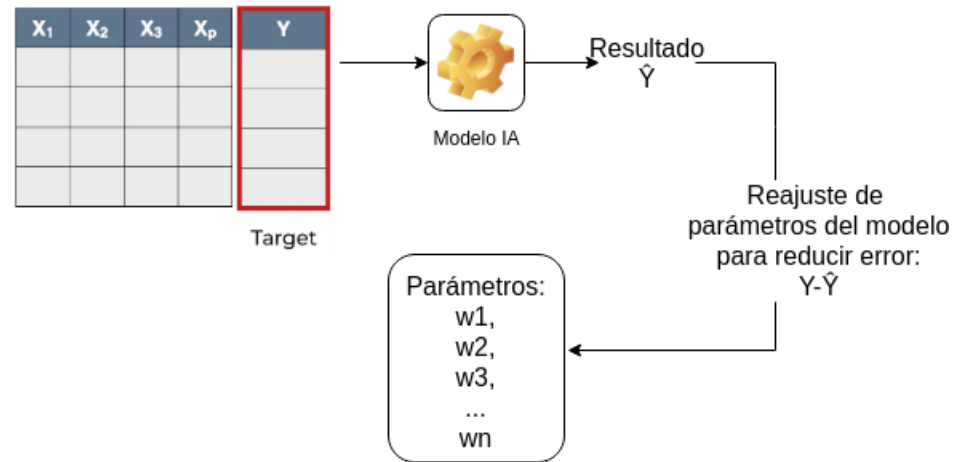 X₁ X₂ X₃ Xₚ Y
Target
Modelo IA
Resultado
Ŷ
Reajuste de
parámetros del modelo
para reducir error:
Y-Ŷ
Parámetros:
w1,
w2,
w3,
...
wn